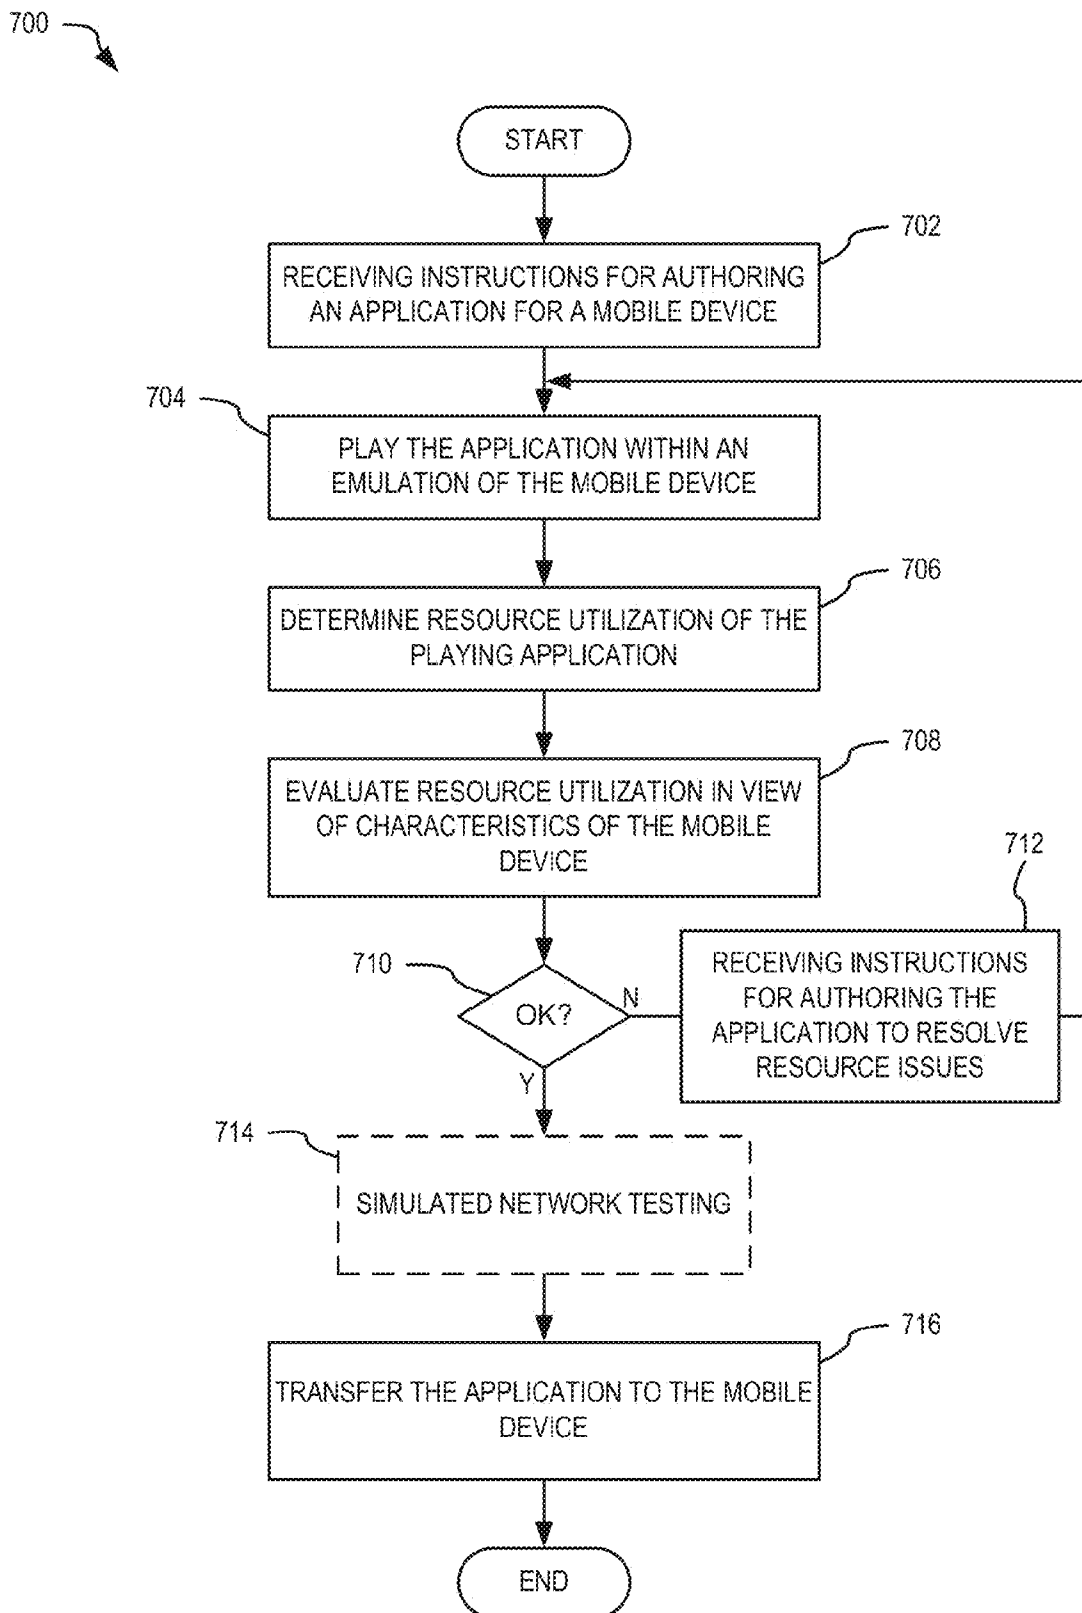 700
START
702
RECEIVING INSTRUCTIONS FOR AUTHORING
AN APPLICATION FOR A MOBILE DEVICE
704
PLAY THE APPLICATION WITHIN AN
EMULATION OF THE MOBILE DEVICE
706
DETERMINE RESOURCE UTILIZATION OF THE
PLAYING APPLICATION
708
EVALUATE RESOURCE UTILIZATION IN VIEW
OF CHARACTERISTICS OF THE MOBILE
DEVICE
710
OK?
N
Y
712
RECEIVING INSTRUCTIONS
FOR AUTHORING THE
APPLICATION TO RESOLVE
RESOURCE ISSUES
714
SIMULATED NETWORK TESTING
716
TRANSFER THE APPLICATION TO THE MOBILE
DEVICE
END